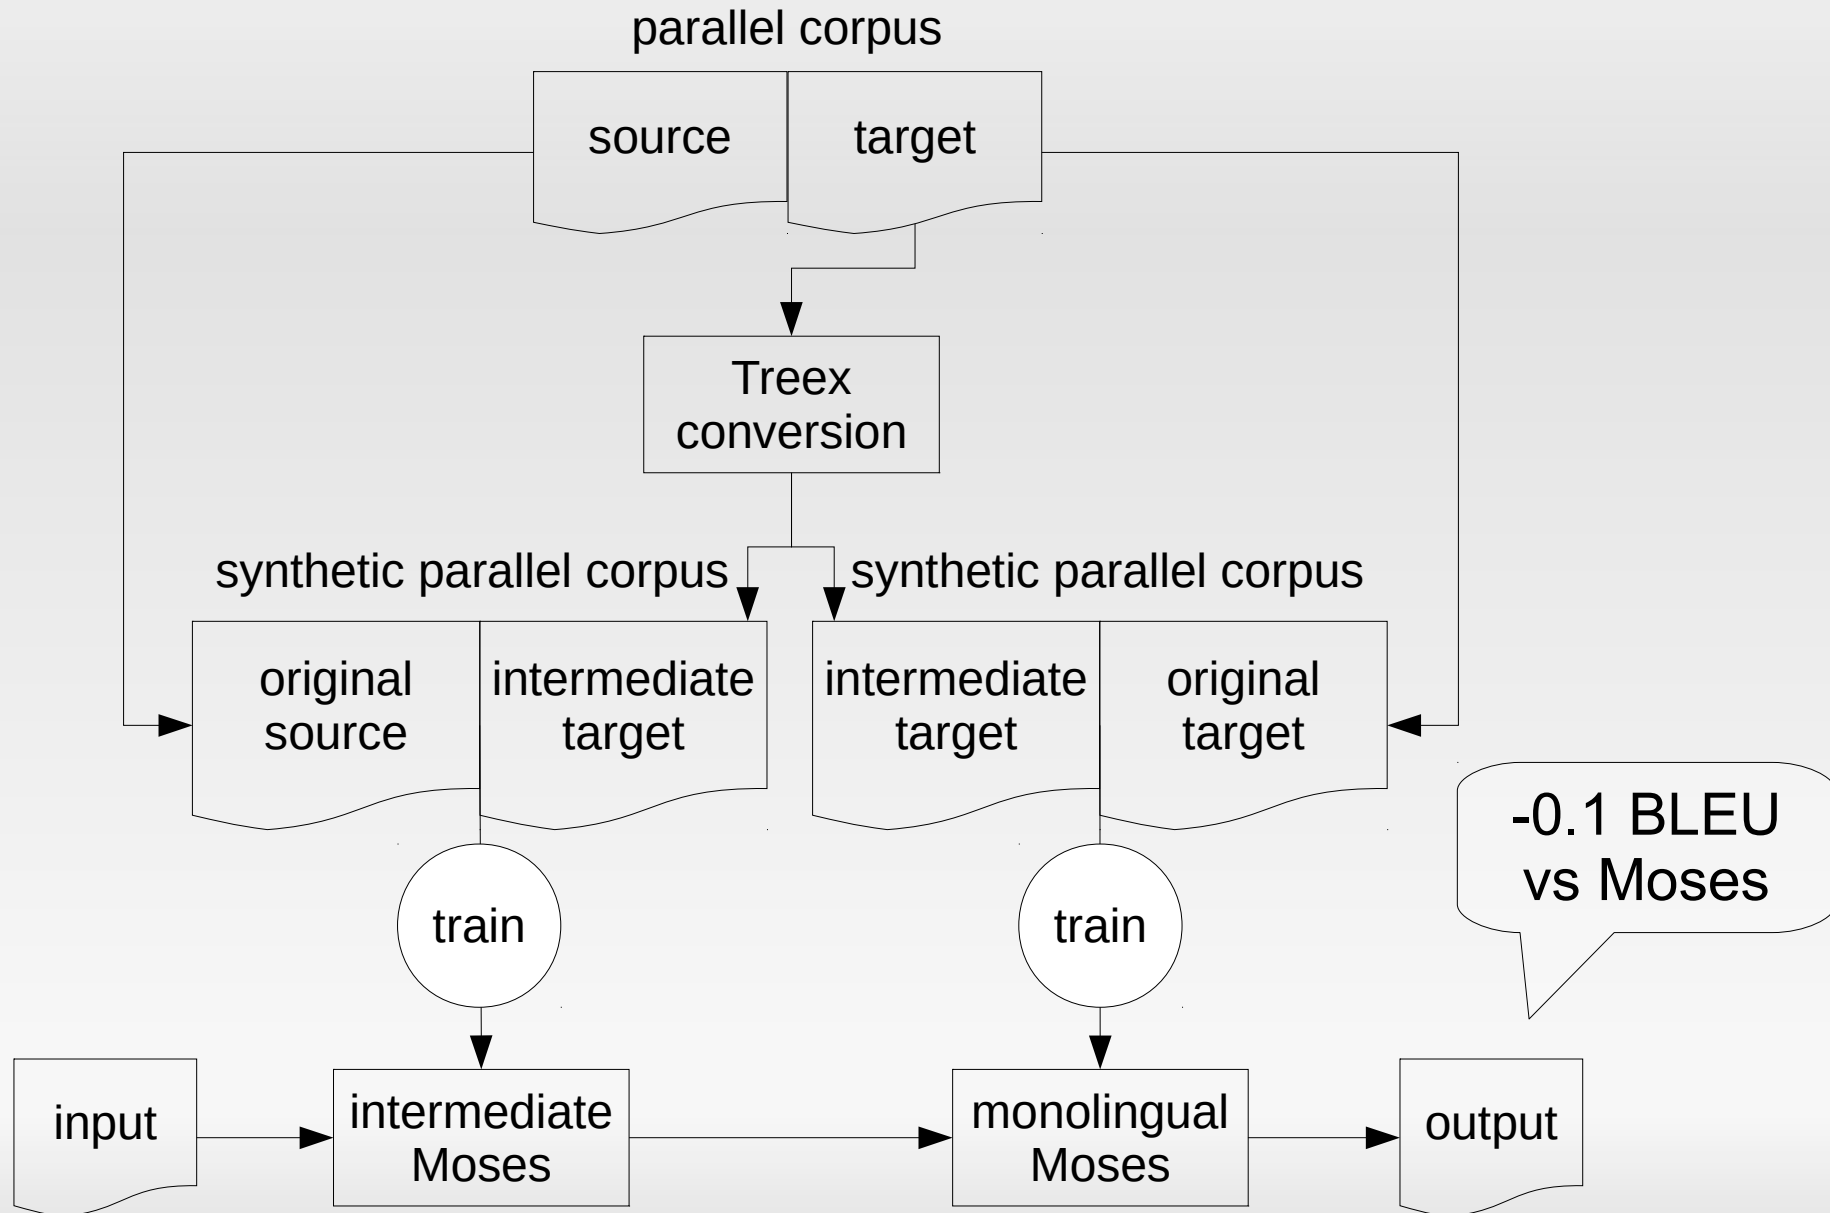 parallel corpus
source
target
Treex
conversion
synthetic parallel corpus
synthetic parallel corpus
original
source
intermediate
target
intermediate
target
original
target
-0.1 BLEU
vs Moses
train
train
input
intermediate
Moses
monolingual
Moses
output